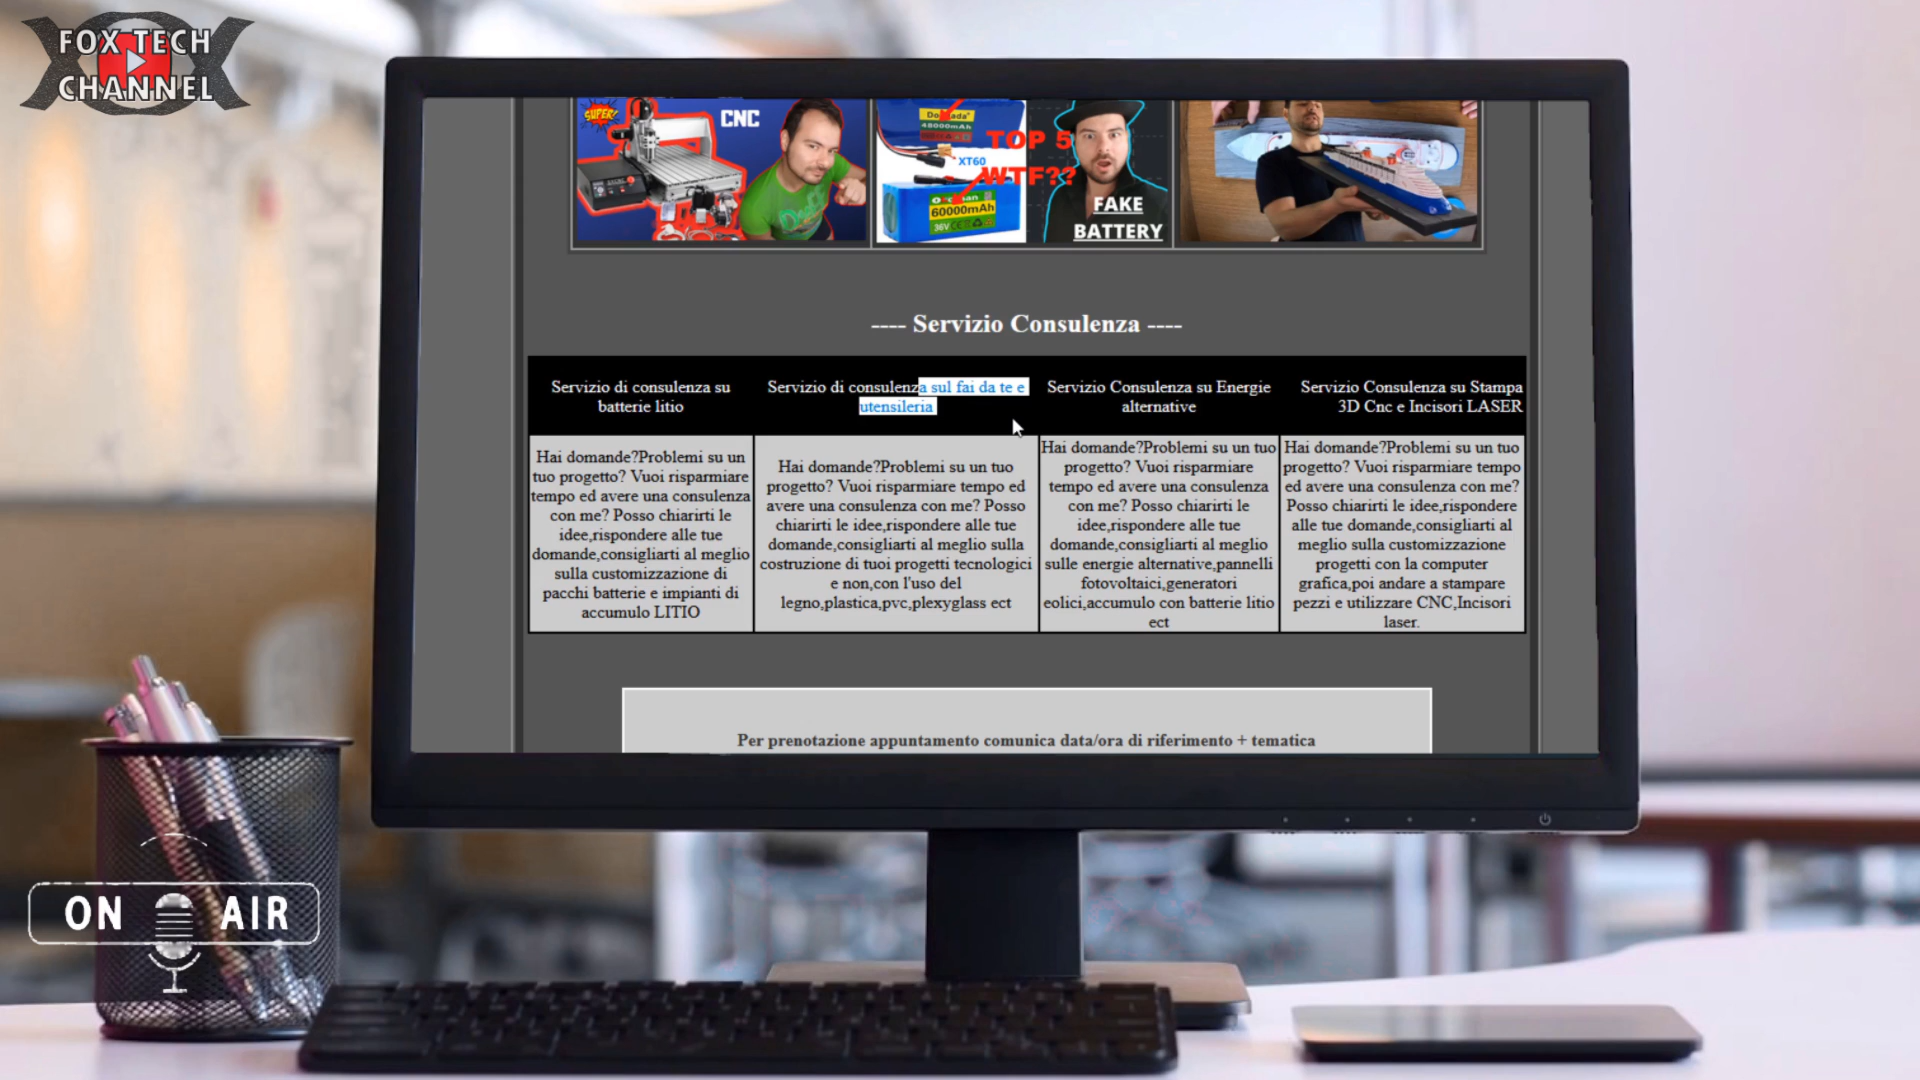 FOX TECH
CHANNEL
SUPER!
CNC
48000mAh
XT60
60000mAh
36V
TOP 5
WTF??
FAKE
BATTERY
---- Servizio Consulenza ----
Servizio di consulenza su
batterie litio
Servizio di consulenza sul fai da te e
utensileria
Servizio Consulenza su Energie
alternative
Servizio Consulenza su Stampa
3D Cnc e Incisori LASER
Hai domande?Problemi su un
tuo progetto? Vuoi risparmiare
tempo ed avere una consulenza
con me? Posso chiarirti le
idee,rispondere alle tue
domande,consigliarti al meglio
sulla customizzazione di
pacchi batterie e impianti di
accumulo LITIO
Hai domande?Problemi su un tuo
progetto? Vuoi risparmiare tempo ed
avere una consulenza con me? Posso
chiarirti le idee,rispondere alle tue
domande,consigliarti al meglio sulla
costruzione di tuoi progetti tecnologici
e non,con l'uso del
legno,plastica,pvc,plexyglass ect
Hai domande?Problemi su un tuo
progetto? Vuoi risparmiare
tempo ed avere una consulenza
con me? Posso chiarirti le
idee,rispondere alle tue
domande,consigliarti al meglio
sulle energie alternative,pannelli
fotovoltaici,generatori
eolici,accumulo con batterie litio
ect
Hai domande?Problemi su un tuo
progetto? Vuoi risparmiare tempo
ed avere una consulenza con me?
Posso chiarirti le idee,rispondere
alle tue domande,consigliarti al
meglio sulla customizzazione
progetti con la computer
grafica,poi andare a stampare
pezzi e utilizzare CNC,Incisori
laser.
Per prenotazione appuntamento comunica data/ora di riferimento + tematica
ON AIR